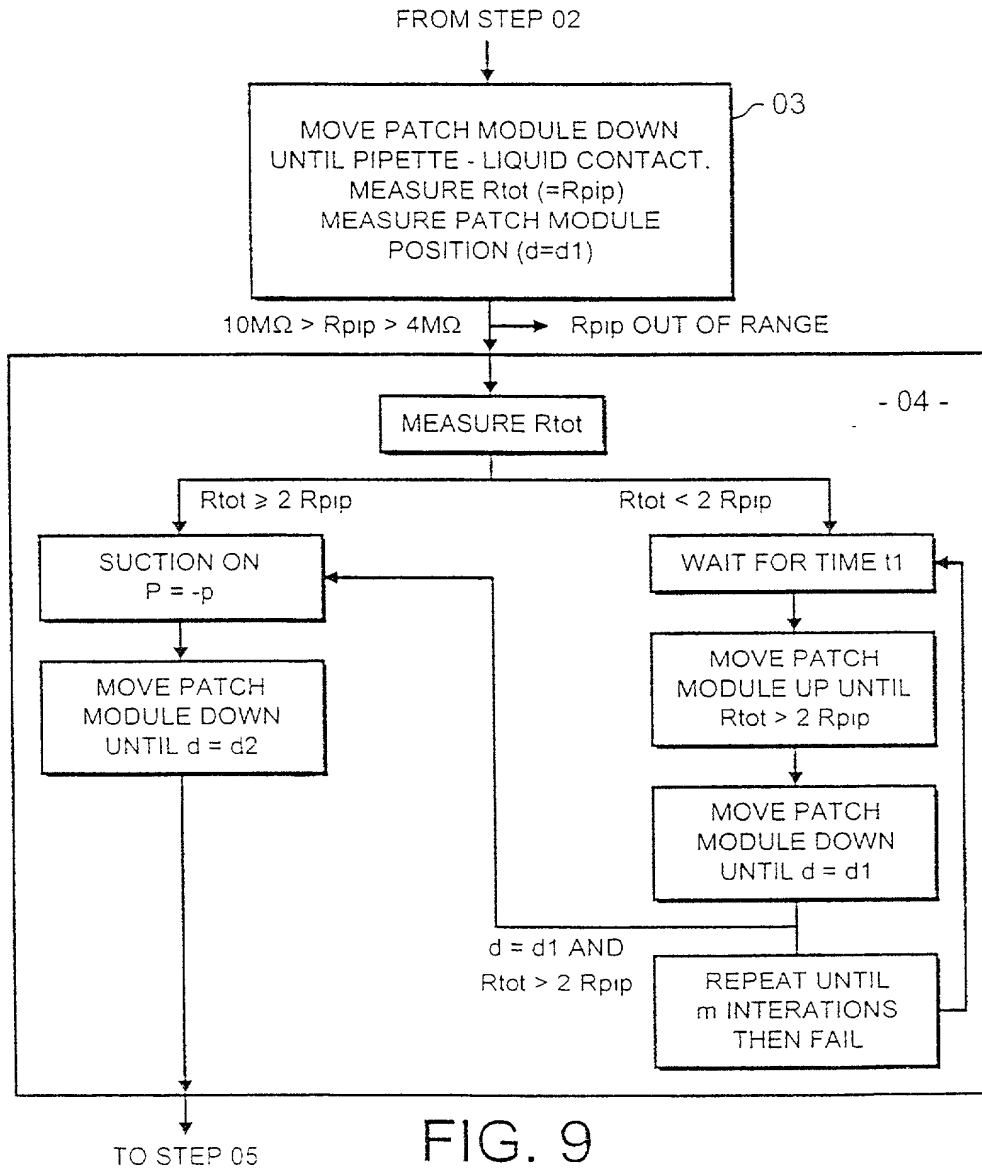 FROM STEP 02
03
MOVE PATCH MODULE DOWN
UNTIL PIPETTE - LIQUID CONTACT.
MEASURE Rtot (=Rpip)
MEASURE PATCH MODULE
POSITION (d=d1)
10MΩ > Rpip > 4MΩ
Rpip OUT OF RANGE
- 04 -
MEASURE Rtot
Rtot ⩾ 2 Rpip
Rtot < 2 Rpip
SUCTION ON
P = -p
WAIT FOR TIME t1
MOVE PATCH
MODULE DOWN
UNTIL d = d2
MOVE PATCH
MODULE UP UNTIL
Rtot > 2 Rpip
MOVE PATCH
MODULE DOWN
UNTIL d = d1
d = d1 AND
Rtot > 2 Rpip
REPEAT UNTIL
m INTERATIONS
THEN FAIL
TO STEP 05
FIG. 9